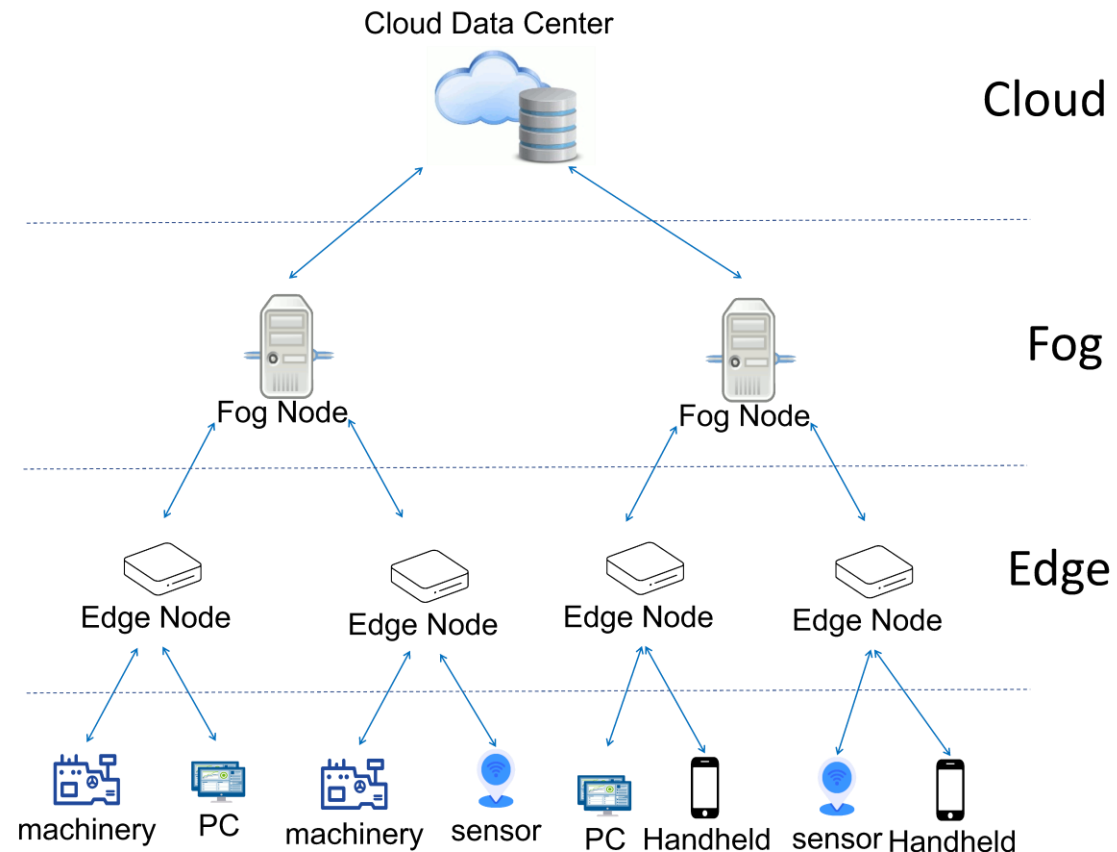 Cloud Data Center
Cloud
Fog
Fog Node
Fog Node
Edge
Edge Node
Edge Node
Edge Node
Edge Node
machinery
PC
machinery
sensor
PC
Handheld
sensor
Handheld